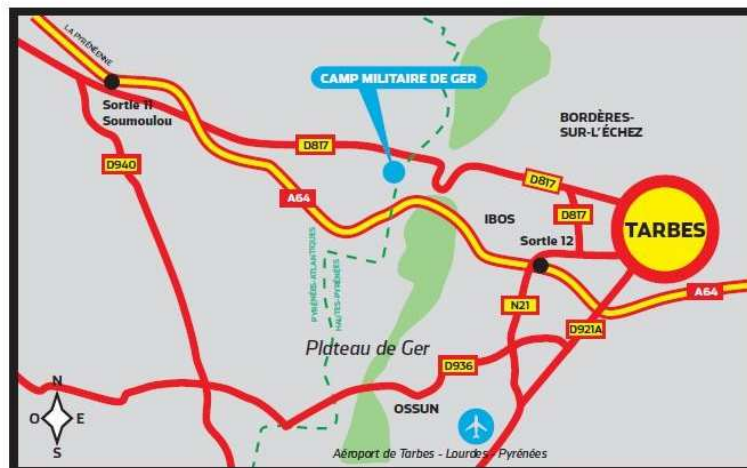 LA PYRÉNÉENNE
CAMP MILITAIRE DE GER
Sortie 11
Soumoulou
BORDÈRES-
SUR-L'ÉCHEZ
D817
D940
D817
A64
D817
TARBES
IBOS
Sortie 12
PYRÉNÉES-ATLANTIQUES
HAUTES-PYRÉNÉES
N21
A64
D921A
Plateau de Ger
D936
N
O E
S
OSSUN
Aéroport de Tarbes - Lourdes - Pyrénées